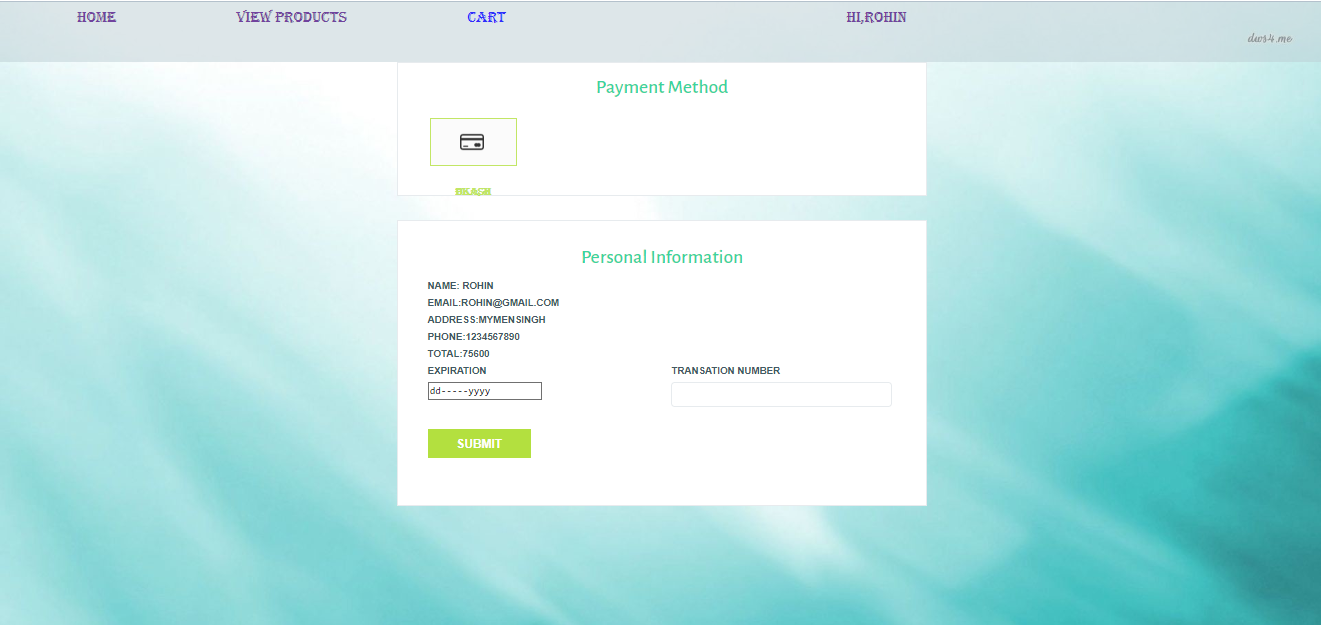 HOME VIEW PRODUCTS CART HI,ROHIN
dws4.me
Payment Method
Personal Information
NAME: ROHIN
EMAIL:ROHIN@GMAIL.COM
ADDRESS:MYMENSINGH
PHONE:1234567890
TOTAL:75600
EXPIRATION TRANSATION NUMBER
dd-----yyyy
SUBMIT